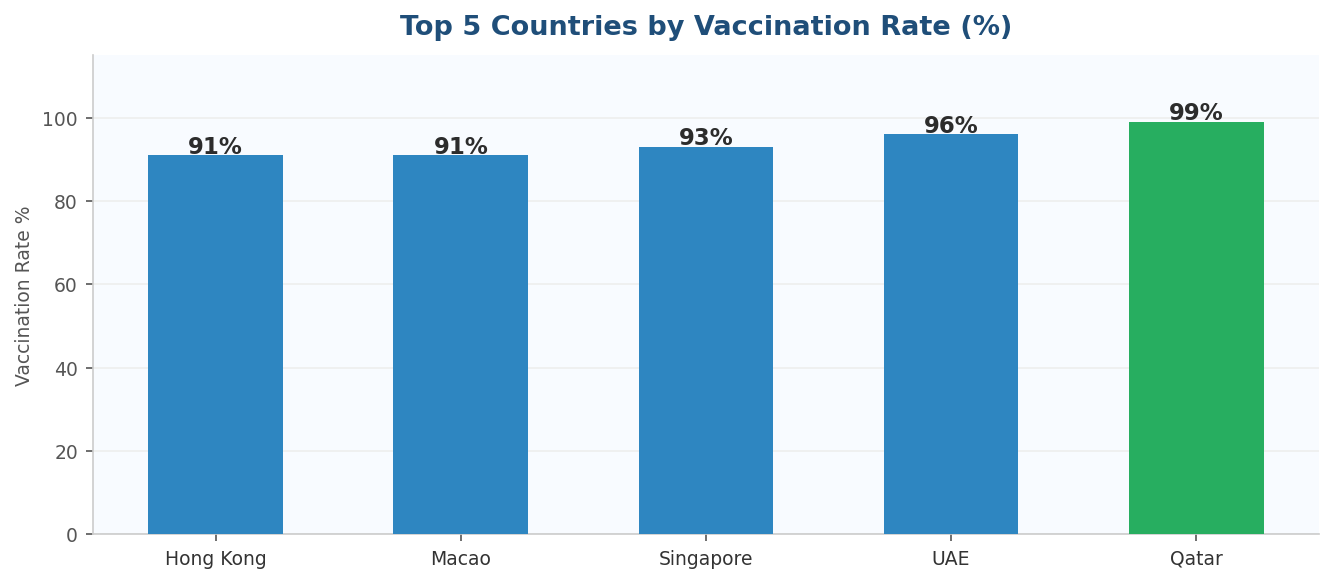 Top 5 Countries by Vaccination Rate (%)
Vaccination Rate %
100
80
60
40
20
0
91%
91%
93%
96%
99%
Hong Kong
Macao
Singapore
UAE
Qatar